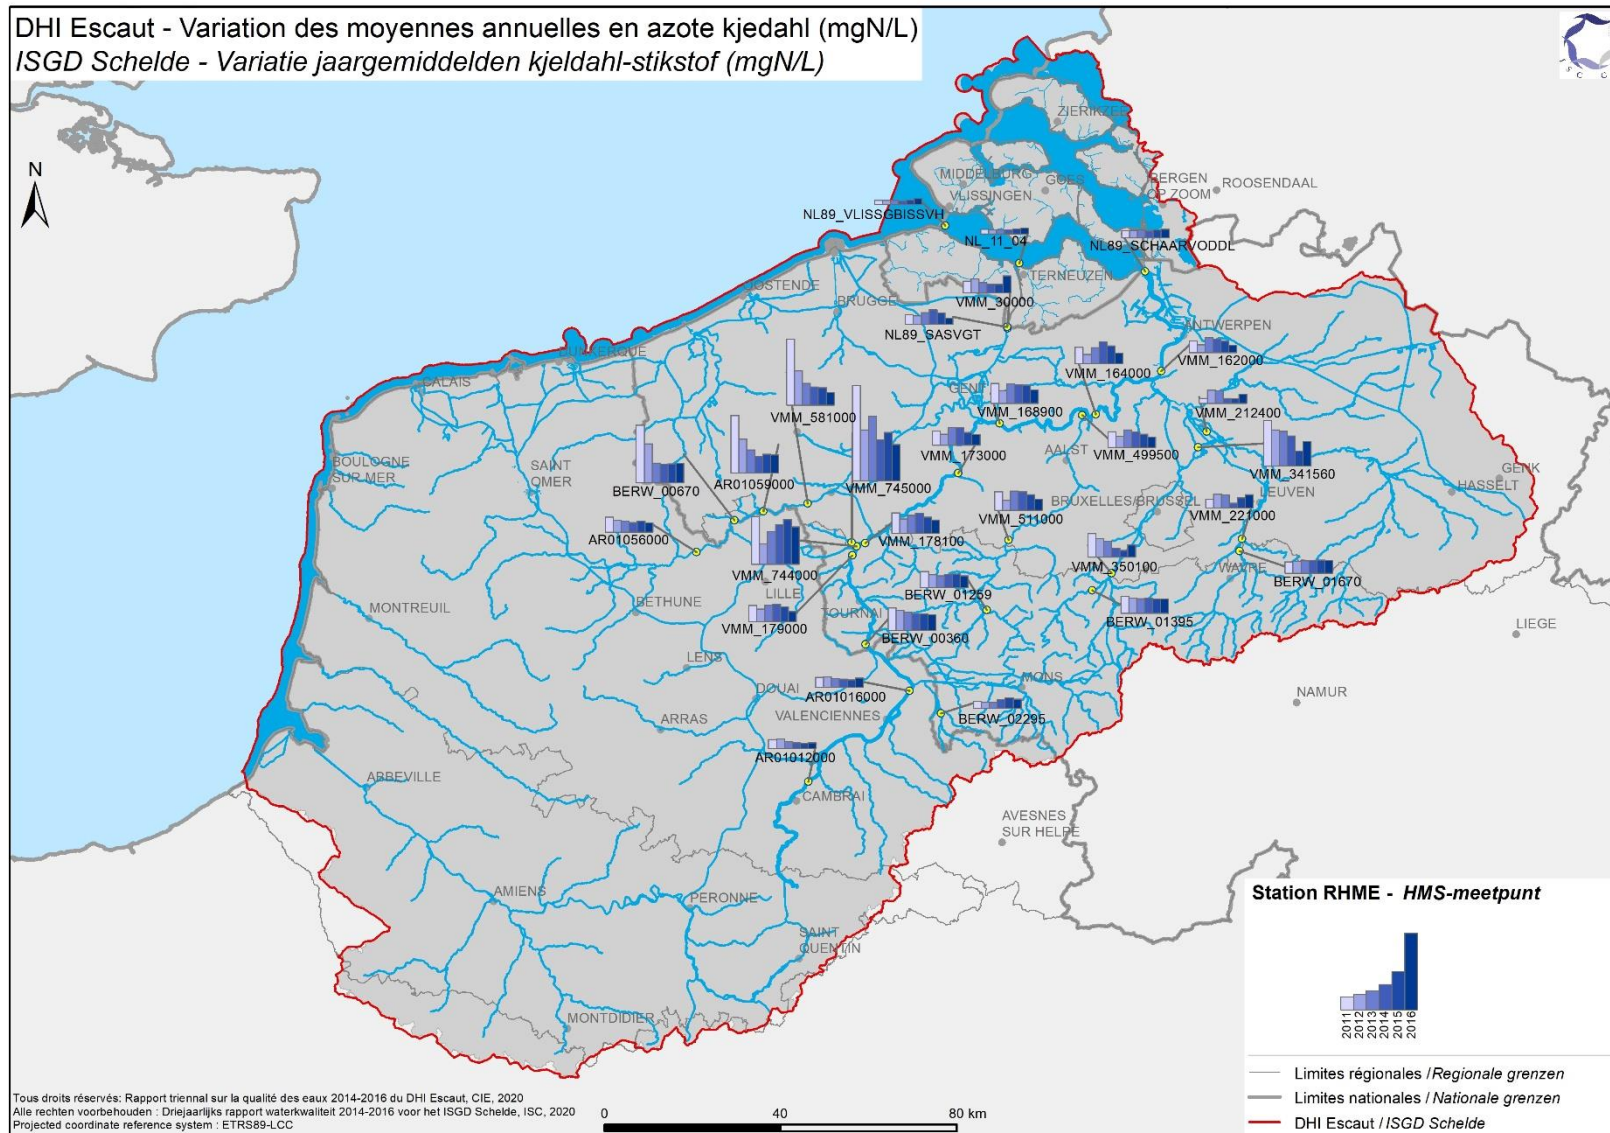 DHI Escaut - Variation des moyennes annuelles en azote kjedahl (mgN/L)
ISGD Schelde - Variatie jaargemiddelden kjeldahl-stikstof (mgN/L)
I S C
N
ZIERIKZEE
MIDDELBURG
GOES
BERGEN
OP ZOOM
ROOSENDAAL
VLISSINGEN
NL89_VLISSGBISSVH
NL_11_04
NL89_SCHAARVODDL
TERNEUZEN
VMM_30000
OOSTENDE
BRUGGE
NL89_SASVGT
ANTWERPEN
VMM_162000
DUNKERQUE
VMM_164000
CALAIS
GENT
VMM_581000
VMM_168900
VMM_212400
VMM_173000
AALST
VMM_499500
BOULOGNE
SUR MER
SAINT
OMER
BERW_00670
AR01059000
VMM_745000
VMM_341560
GENK
HASSELT
BRUXELLES/BRUSSEL
LEUVEN
VMM_511000
VMM_221000
AR01056000
VMM_178100
VMM_744000
VMM_350100
WAVRE
BERW_01670
LILLE
BERW_01259
BETHUNE
MONTREUIL
TOURNAI
VMM_179000
BERW_00360
BERW_01395
LIEGE
LENS
DOUAI
AR01016000
MONS
NAMUR
ARRAS
VALENCIENNES
BERW_02295
AR01012000
ABBEVILLE
CAMBRAI
AVESNES
SUR HELPE
AMIENS
PERONNE
SAINT
QUENTIN
MONTDIDIER
Station RHME - HMS-meetpunt
2011
2012
2013
2014
2015
2016
Limites régionales / Regionale grenzen
Limites nationales / Nationale grenzen
DHI Escaut / ISGD Schelde
Tous droits réservés: Rapport triennal sur la qualité des eaux 2014-2016 du DHI Escaut, CIE, 2020
Alle rechten voorbehouden : Driejaarlijks rapport waterkwaliteit 2014-2016 voor het ISGD Schelde, ISC, 2020
Projected coordinate reference system : ETRS89-LCC
0 40 80 km